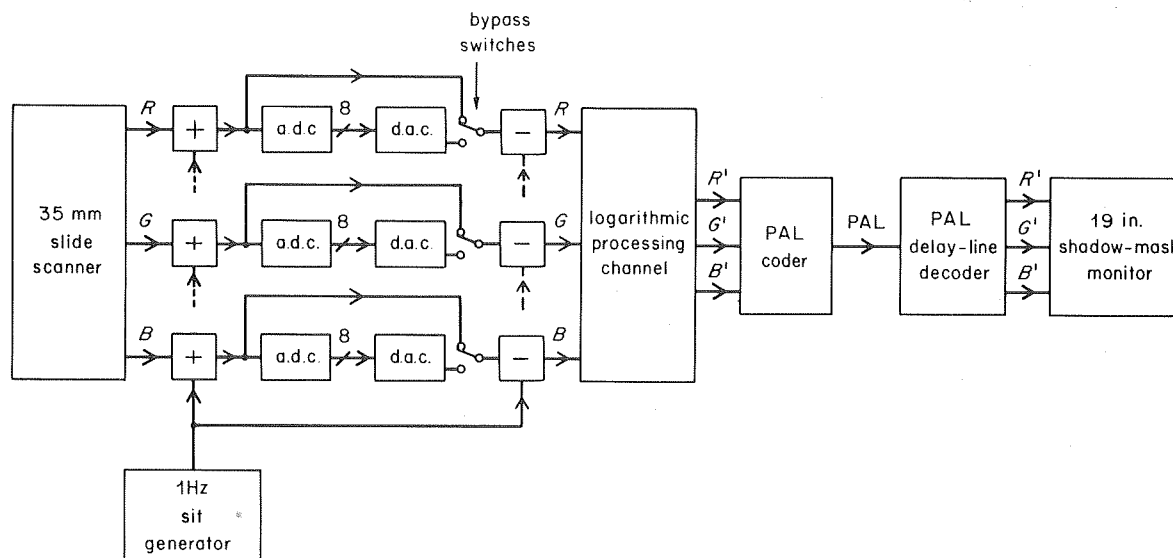 bypass
switches
R
+
a.d.c
8
d.a.c.
−
R
35 mm
slide
scanner
G
+
a.d.c.
8
d.a.c.
−
G
logarithmic
processing
channel
R'
G'
B'
PAL
coder
PAL
PAL
delay-line
decoder
R'
G'
B'
19 in.
shadow-mask
monitor
B
+
a.d.c.
8
d.a.c.
−
B
1Hz
sit
generator